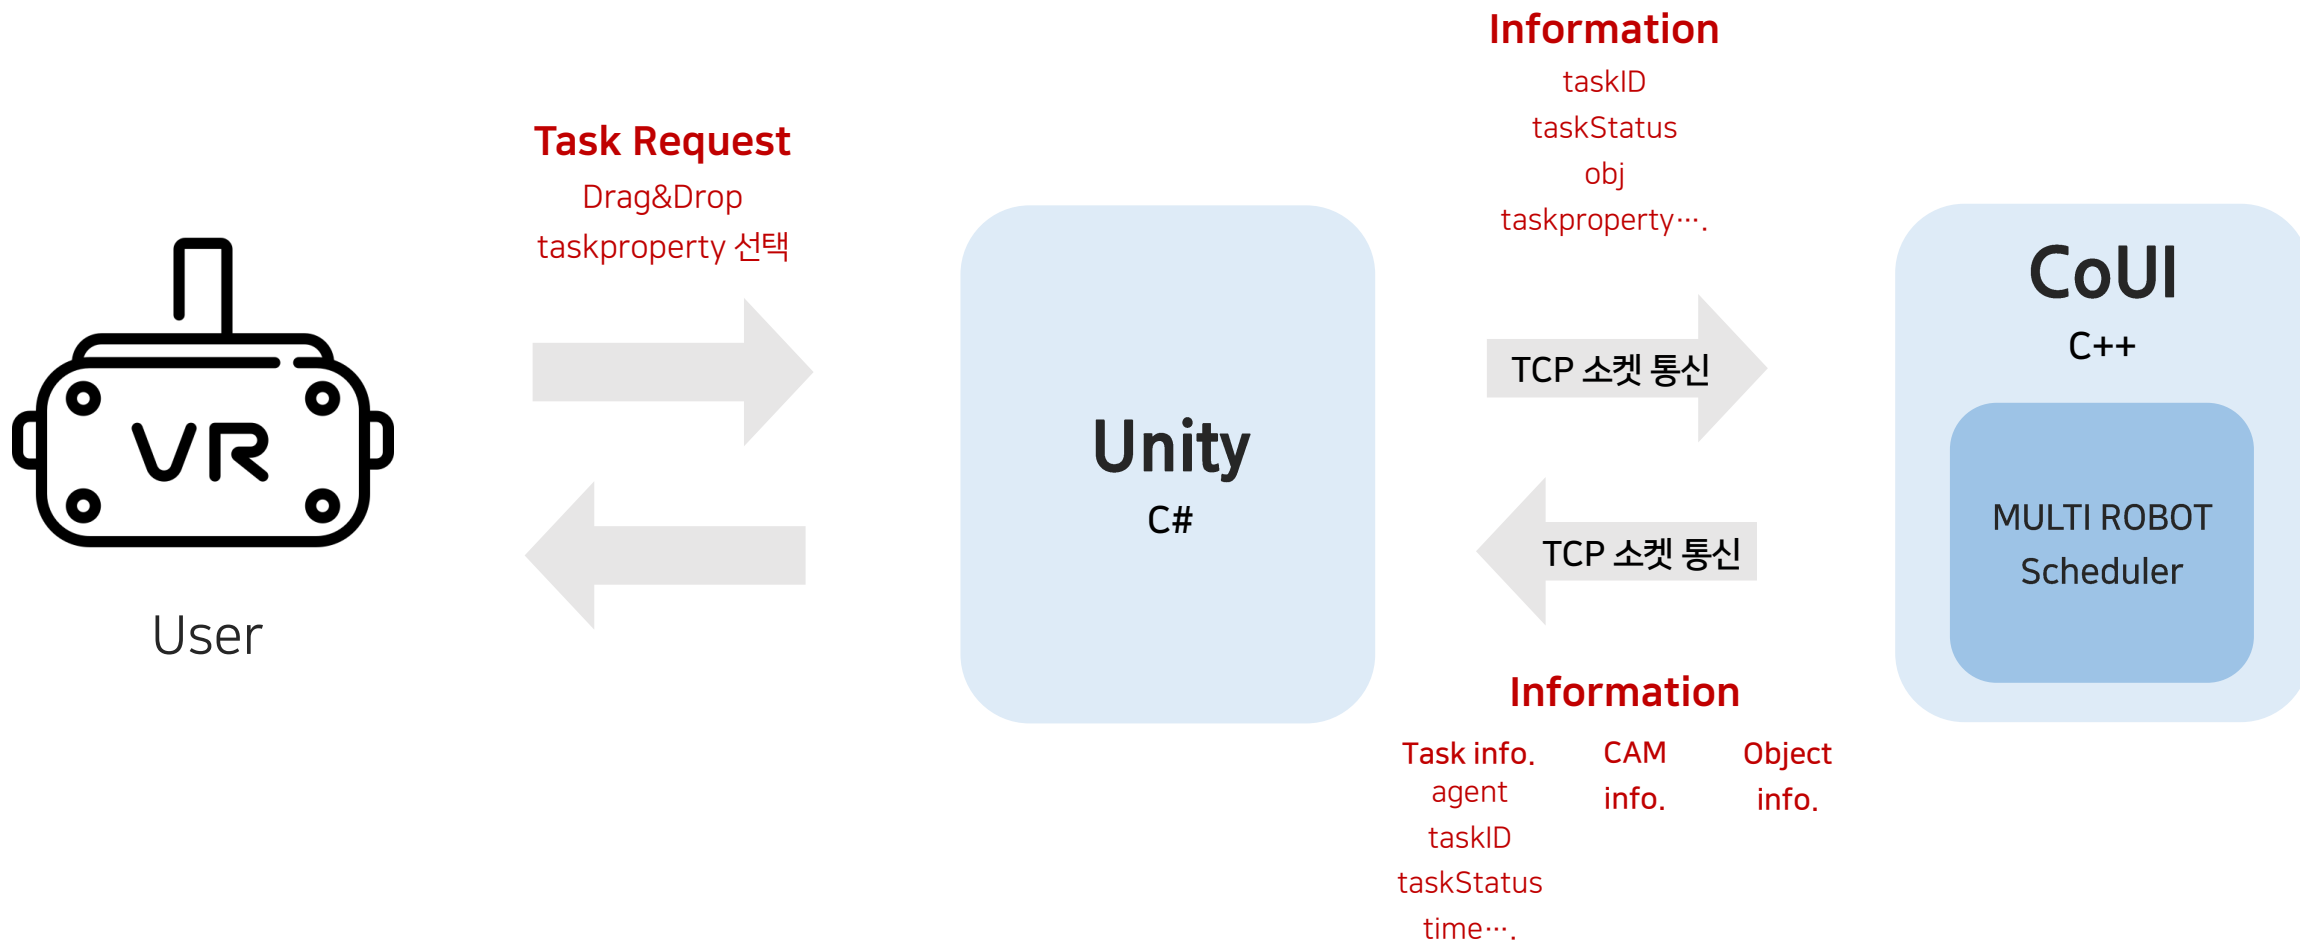 VR
User
Task Request
Drag&Drop
taskproperty 선택
Unity
C#
Information
taskID
taskStatus
obj
taskproperty….
TCP 소켓 통신
TCP 소켓 통신
Information
Task info.
agent
taskID
taskStatus
time….
CAM
info.
Object
info.
CoUI
C++
MULTI ROBOT
Scheduler